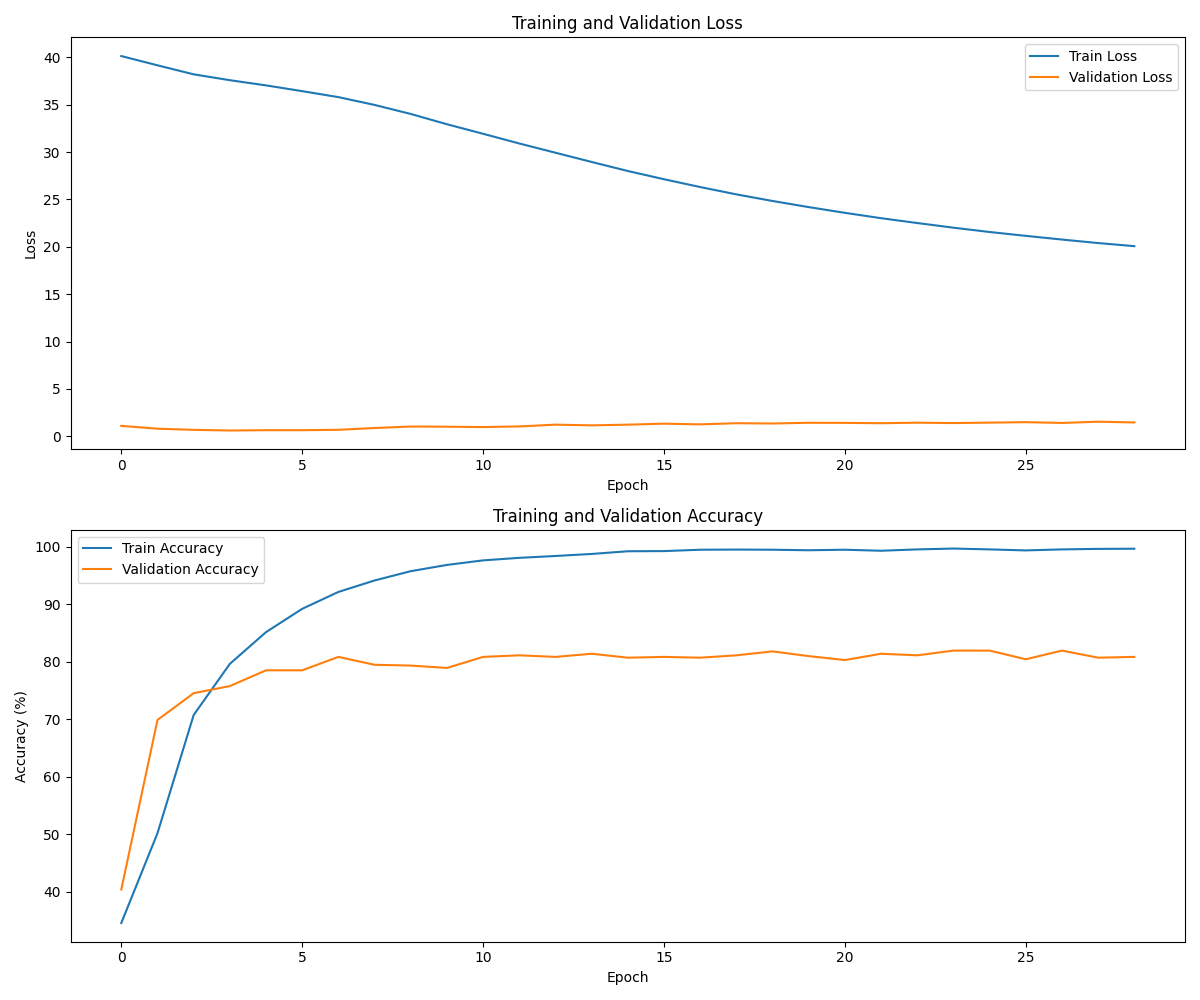 Training and Validation Loss
Train Loss
Validation Loss
40
35
30
25
20
15
10
5
0
Loss
0 5 10 15 20 25
Epoch
Training and Validation Accuracy
Train Accuracy
Validation Accuracy
100
90
80
70
60
50
40
Accuracy (%)
0 5 10 15 20 25
Epoch